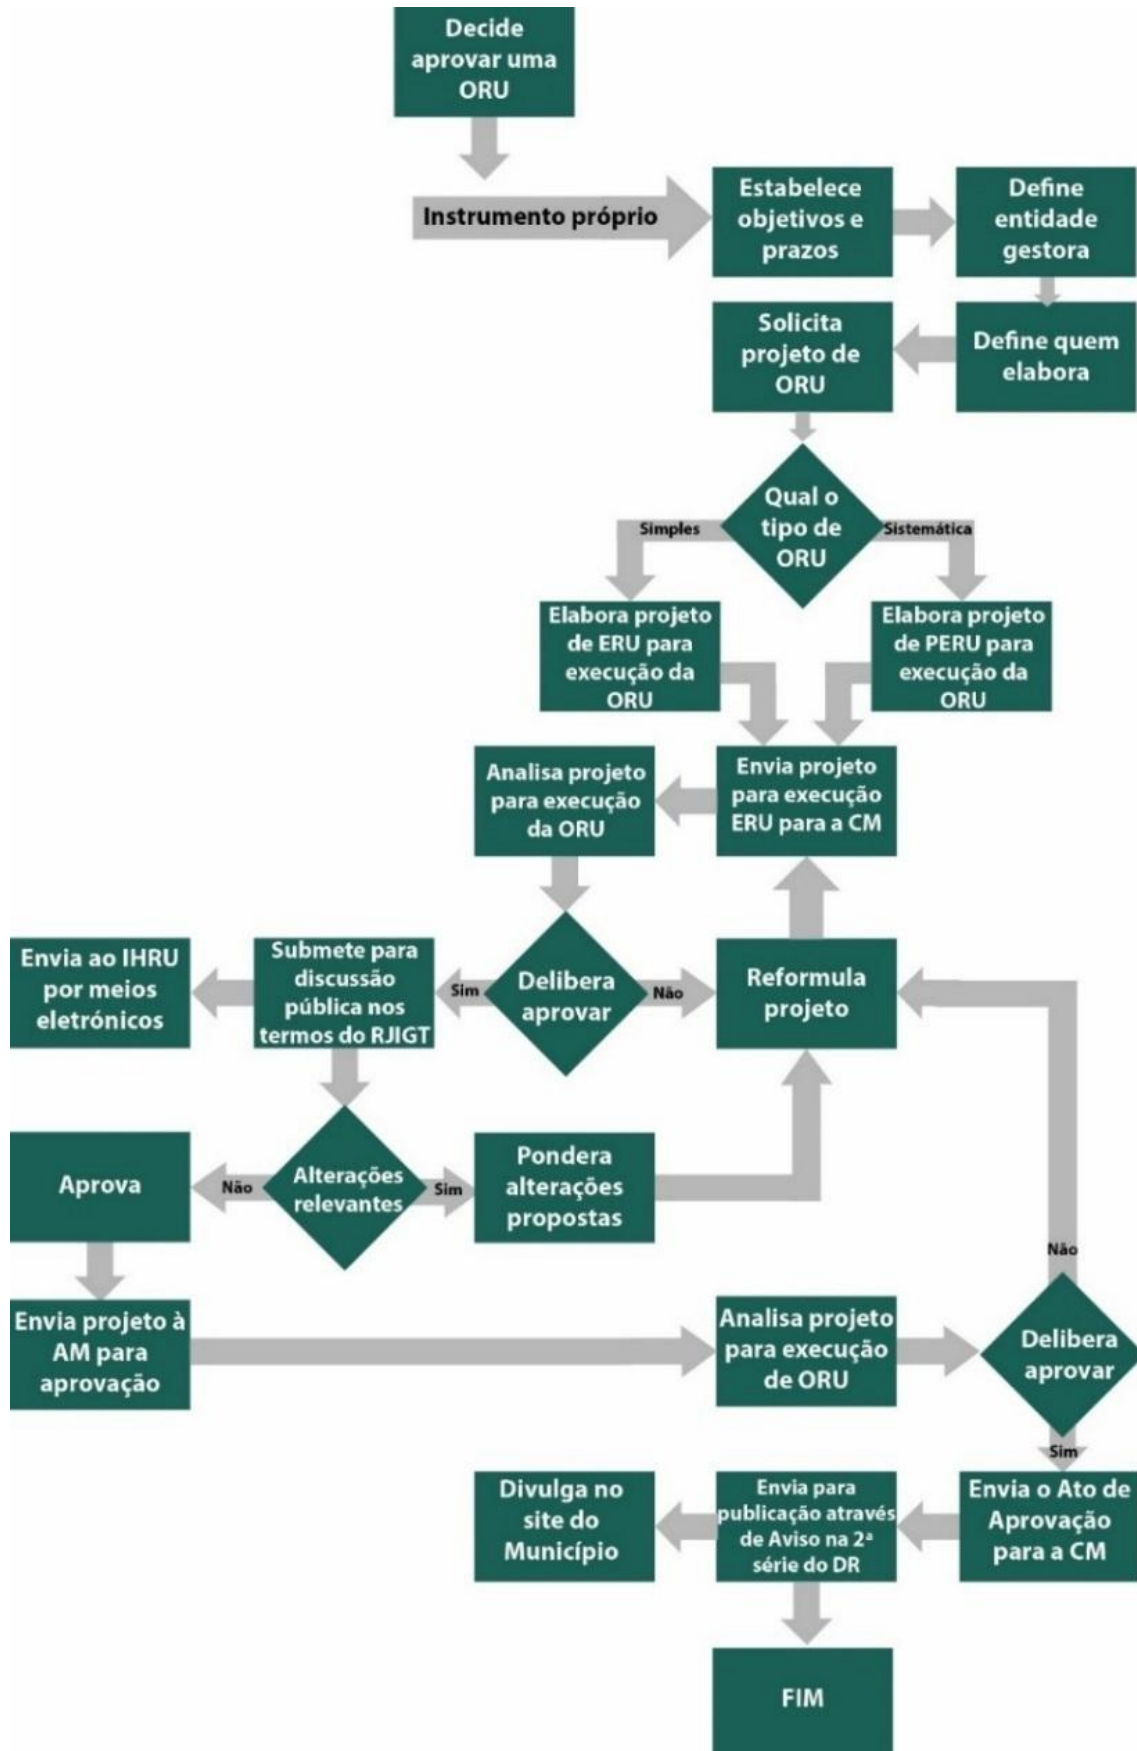 Decide
aprovar uma
ORU
Instrumento próprio
Estabelece
objetivos e
prazos
Define
entidade
gestora
Solicita
projeto de
ORU
Define quem
elabora
Qual o
tipo de
ORU
Simples
Sistemática
Elabora projeto
de ERU para
execução da
ORU
Elabora projeto
de PERU para
execução da
ORU
Analisa projeto
para execução
da ORU
Envia projeto
para execução
ERU para a CM
Envia ao IHRU
por meios
eletrónicos
Submete para
discussão
pública nos
termos do RJIGT
Sim
Delibera
aprovar
Não
Reformula
projeto
Aprova
Não
Alterações
relevantes
Sim
Pondera
alterações
propostas
Não
Envia projeto à
AM para
aprovação
Analisa projeto
para execução
de ORU
Delibera
aprovar
Sim
Divulga no
site do
Município
Envia para
publicação através
de Aviso na 2ª
série do DR
Envia o Ato de
Aprovação
para a CM
FIM